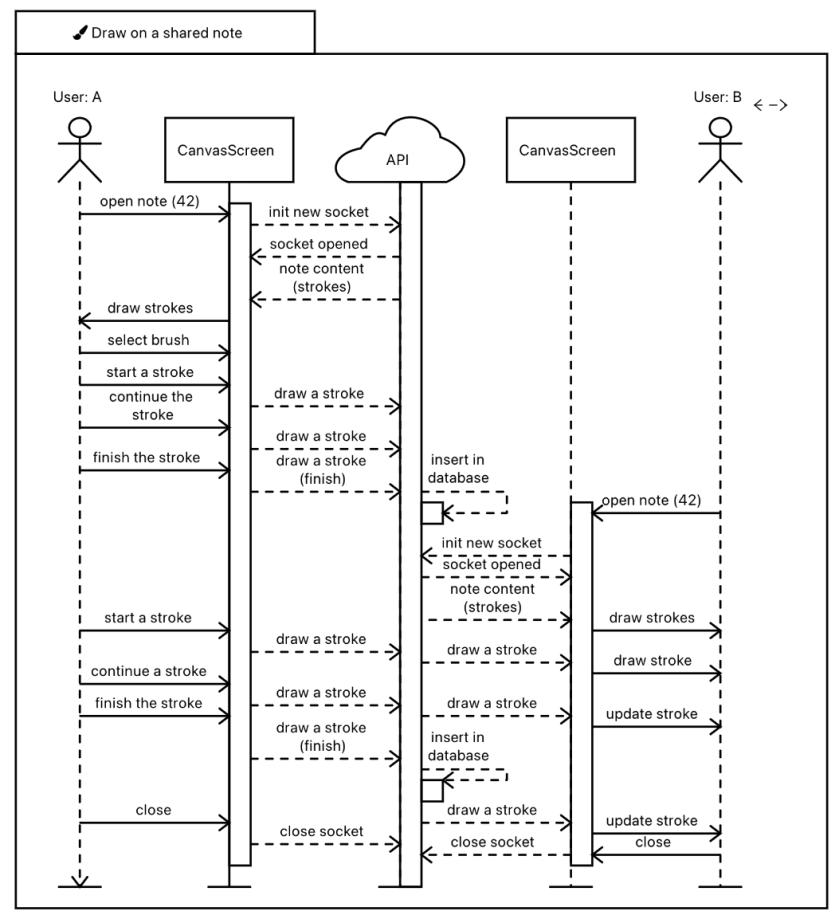 Draw on a shared note
User: A
User: B
CanvasScreen
API
CanvasScreen
open note (42)
init new socket
socket opened
note content
(strokes)
draw strokes
select brush
start a stroke
continue the
stroke
draw a stroke
draw a stroke
finish the stroke
draw a stroke
(finish)
insert in
database
open note (42)
init new socket
socket opened
note content
(strokes)
start a stroke
draw strokes
draw a stroke
draw a stroke
draw stroke
continue a stroke
finish the stroke
draw a stroke
draw a stroke
update stroke
draw a stroke
(finish)
insert in
database
close
draw a stroke
update stroke
close socket
close socket
close